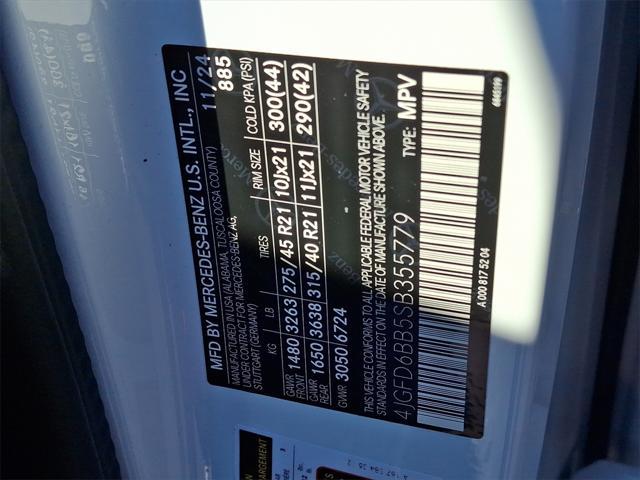 MFD BY MERCEDES-BENZ U.S. INTL., INC 11/24
MANUFACTURED IN USA (ALABAMA, TUSCALOOSA COUNTY) 885
UNDER CONTRACT FOR MERCEDES-BENZ AG,
STUTTGART (GERMANY)
KG LB TIRES RIM SIZE COLD KPA (PSI)
GAWR FRONT 1480 3263 275/45 R21 10Jx21 300(44)
GAWR REAR 1650 3638 315/40 R21 11Jx21 290(42)
GVWR 3050 6724
THIS VEHICLE CONFORMS TO ALL APPLICABLE FEDERAL MOTOR VEHICLE SAFETY
STANDARDS IN EFFECT ON THE DATE OF MANUFACTURE SHOWN ABOVE.
4JGFD6BB5SB355779 TYPE: MPV
A 000 817 52 04